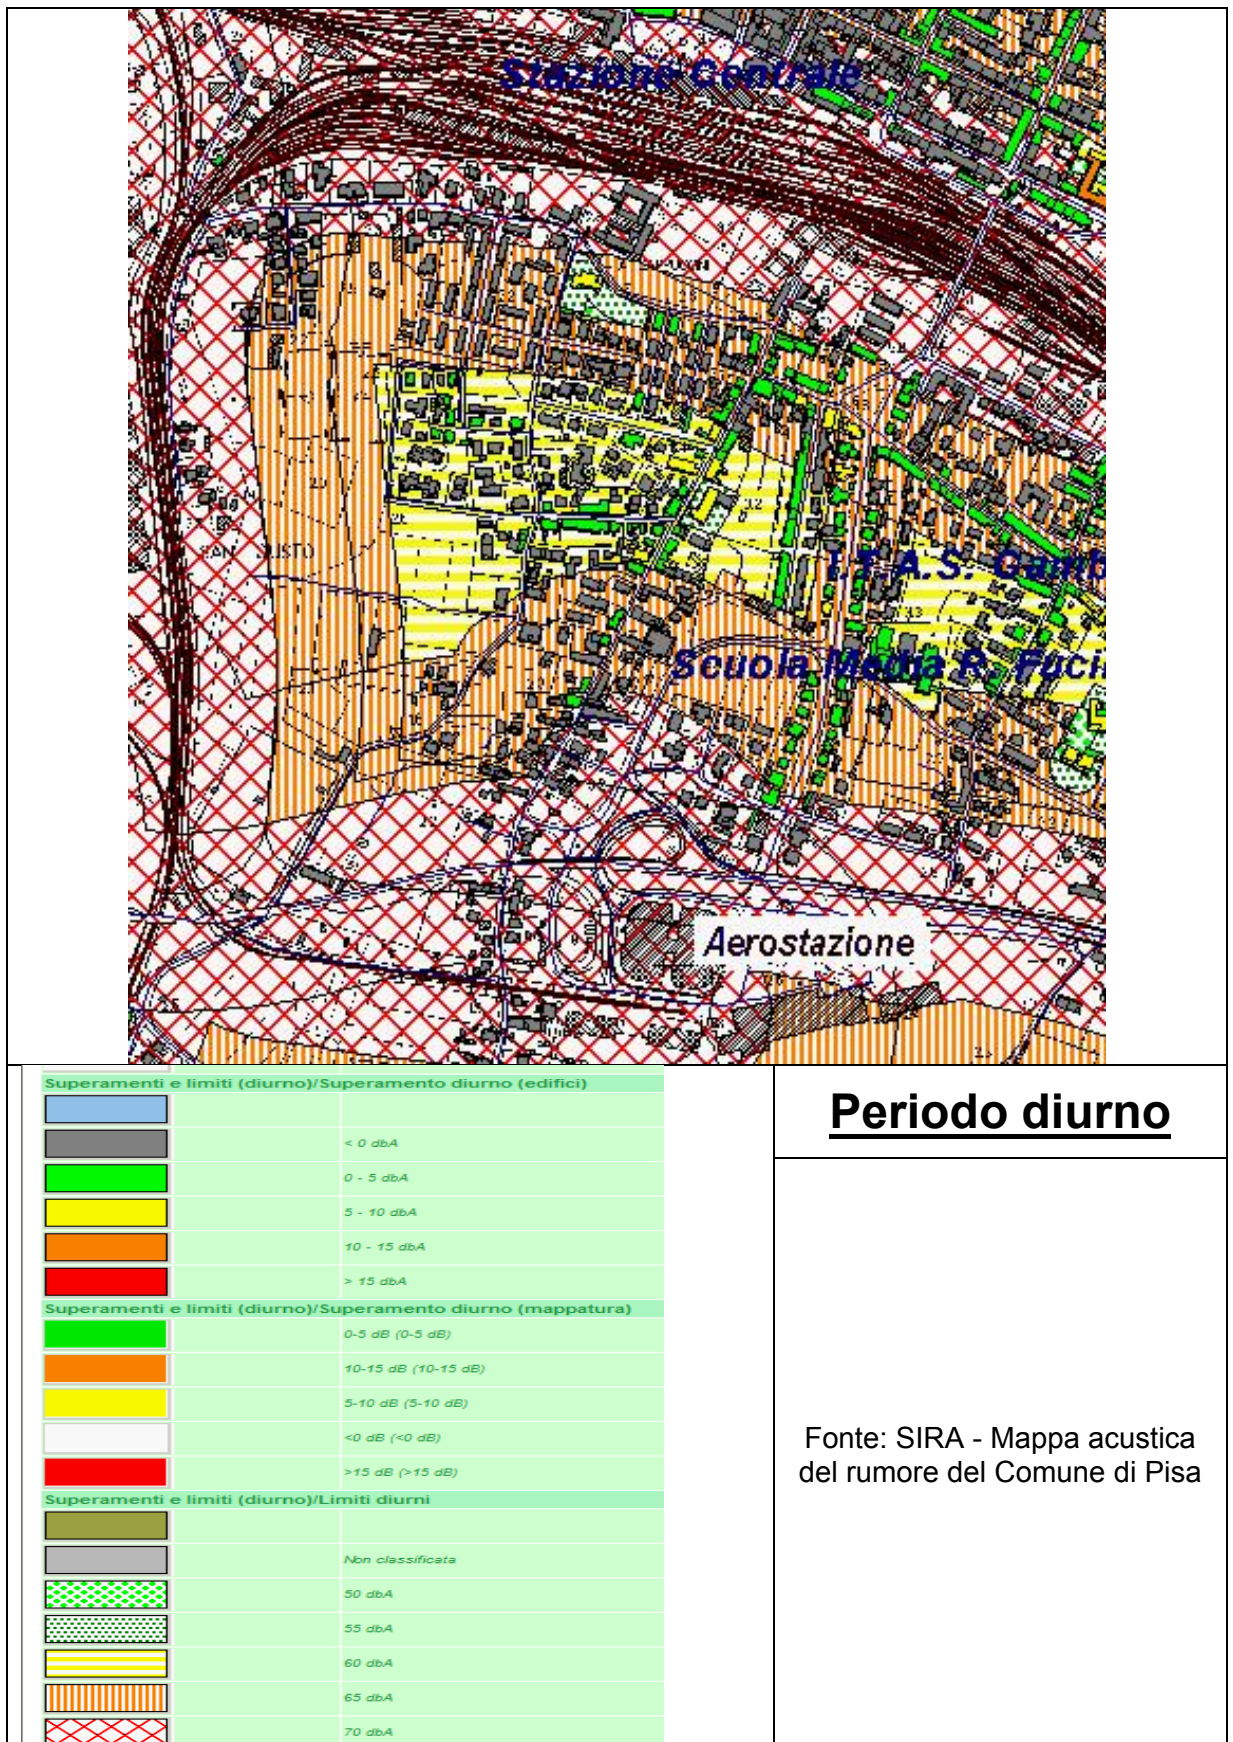 Stazione Centrale
I.T.A.S. Gamb
Scuola Media R. Fuci
Aerostazione
Superamenti e limiti (diurno)/Superamento diurno (edifici)
< 0 dbA
0 - 5 dbA
5 - 10 dbA
10 - 15 dbA
> 15 dbA
Superamenti e limiti (diurno)/Superamento diurno (mappatura)
0-5 dB (0-5 dB)
10-15 dB (10-15 dB)
5-10 dB (5-10 dB)
<0 dB (<0 dB)
>15 dB (>15 dB)
Superamenti e limiti (diurno)/Limiti diurni
Non classificata
50 dbA
55 dbA
60 dbA
65 dbA
70 dbA
Periodo diurno
Fonte: SIRA - Mappa acustica
del rumore del Comune di Pisa